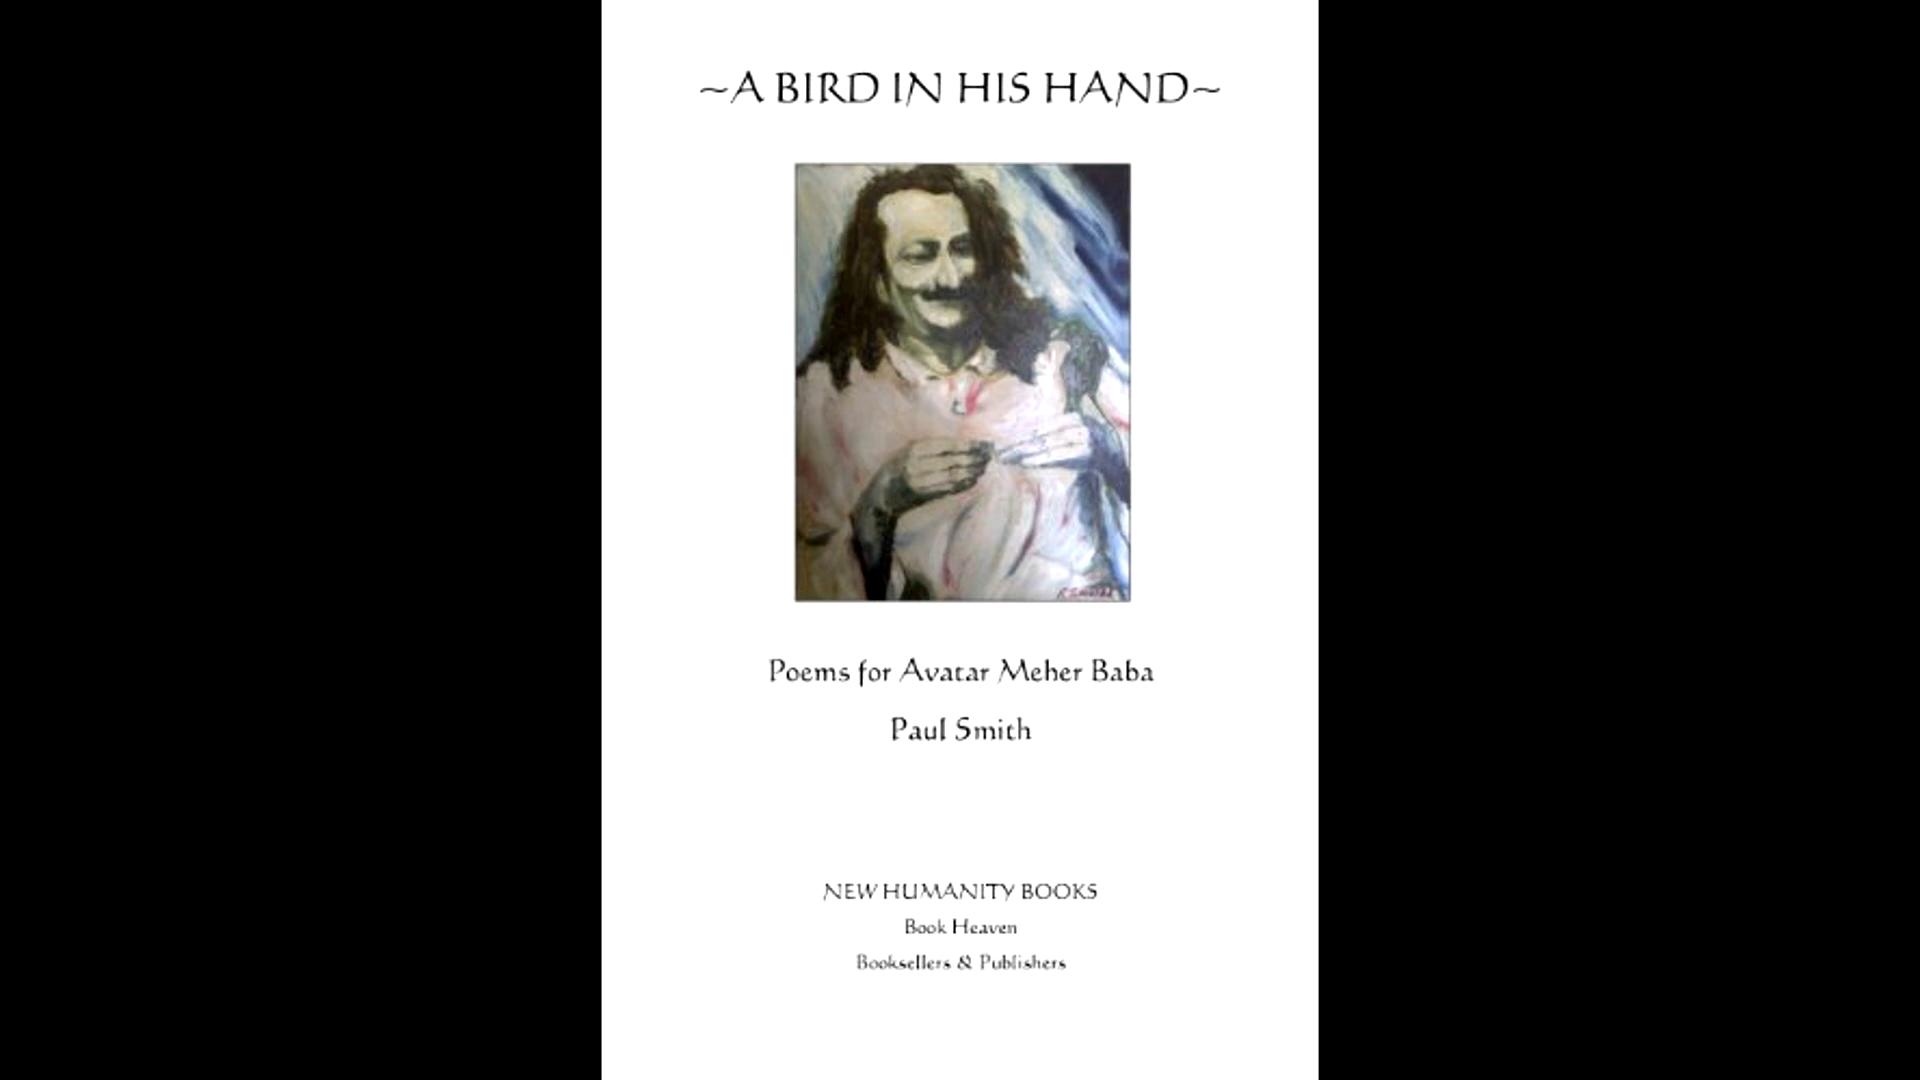 ~A BIRD IN HIS HAND~
Poems for Avatar Meher Baba
Paul Smith
NEW HUMANITY BOOKS
Book Heaven
Booksellers & Publishers